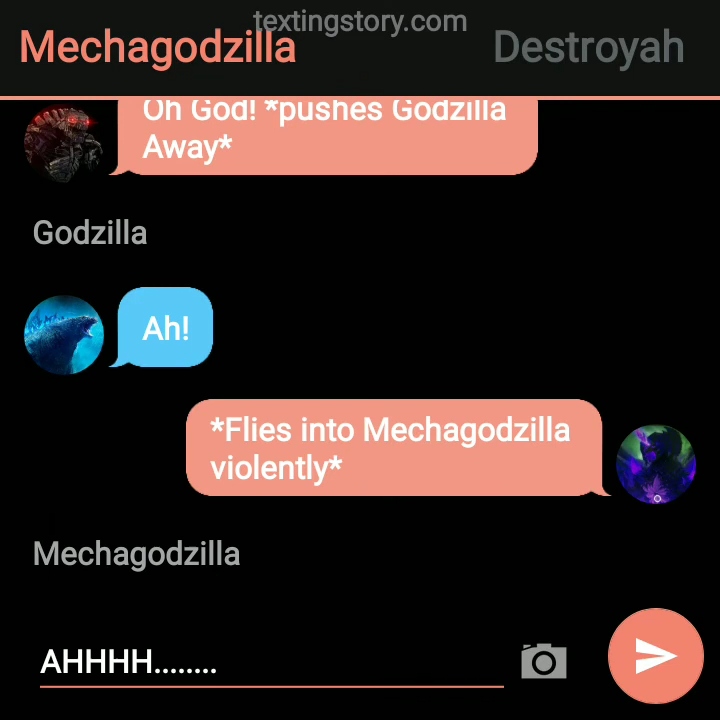 textingstory.com
Mechagodzilla
Destroyah
Oh God! *pushes Godzilla
Away*
Godzilla
Ah!
*Flies into Mechagodzilla
violently*
Mechagodzilla
AHHHH........